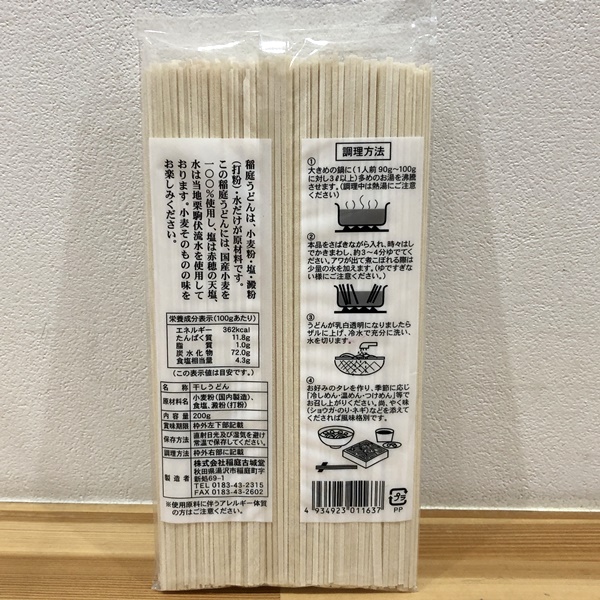 稲庭うどんは、小麦粉・塩・澱粉
（打粉）・水だけが原材料です。
この稲庭うどんには、国産小麦を
一〇〇％使用し、塩は赤穂の天塩、
水は当地栗駒伏流水を使用して
おります。小麦そのものの味を
お楽しみください。
栄養成分表示(100gあたり)
エネルギー 362kcal
たんぱく質 11.8g
脂質 1.0g
炭水化物 72.0g
食塩相当量 4.3g
(この表示値は目安です。)
名称 干しうどん
原材料名 小麦粉(国内製造)、
食塩、澱粉(打粉)
内容量 200g
賞味期限 枠外左下部記載
保存方法 直射日光及び湿気を避け
常温で保存してください。
調理方法 枠外右部に記載
製造者 株式会社稲庭古城堂
秋田県湯沢市稲庭町字
新処69-1
TEL 0183-43-2315
FAX 0183-43-2602
※使用原料に伴うアレルギー体質
の方はご注意ください。
調理方法
①
大きめの鍋に(1人前 90g〜100g
に対し3ℓ以上)多めのお湯を沸騰
させます。(調理中は熱湯にご注意
ください)
②
本品をさばきながら入れ、時々はし
でかきまわし、約3〜4分ゆでてく
ださい。アワが出て煮こぼれる際は
少量の水を加えます。(ゆですぎな
い様にご注意ください。)
③
うどんが乳白透明になりましたら
ザルに上げ、冷水で充分に洗い、
水を切ります。
④
お好みのタレを作り、季節に応じ
「冷しめん・温めん・つけめん」等で
お召し上がりください。尚、やく味
(ショウガ・のり・ネギ)などを添えて
くだされば風味格別です。
4 934923 011637
プラ
PP